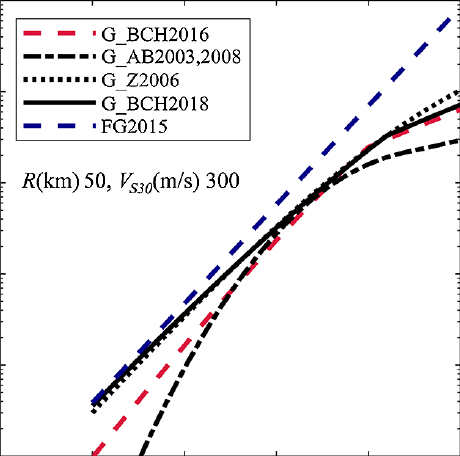 G_BCH2016
G_AB2003,2008
G_Z2006
G_BCH2018
FG2015
R(km) 50, VS30(m/s) 300